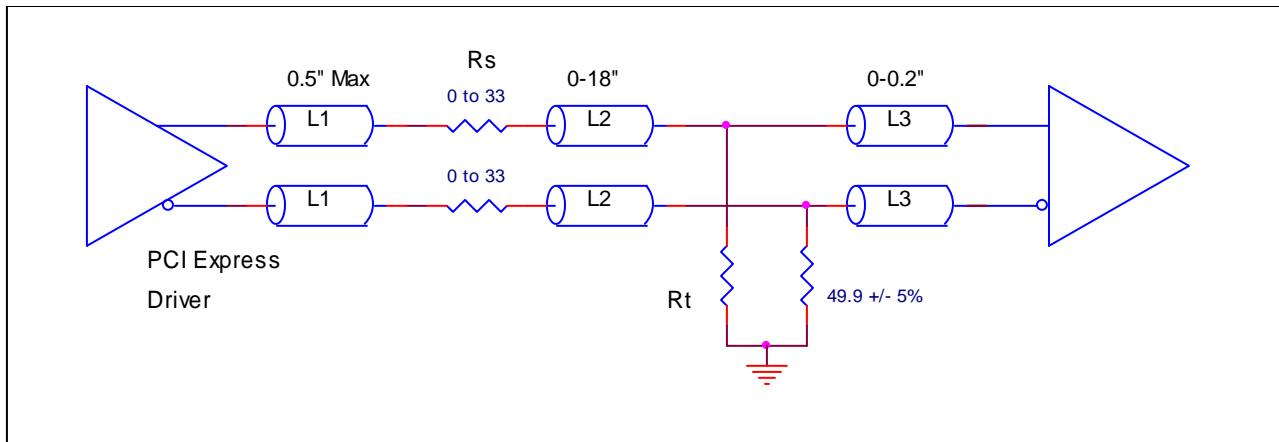 Rs
0.5" Max
0-18"
0-0.2"
0 to 33
L1
L2
L3
0 to 33
L1
L2
L3
PCI Express
Driver
Rt
49.9 +/- 5%